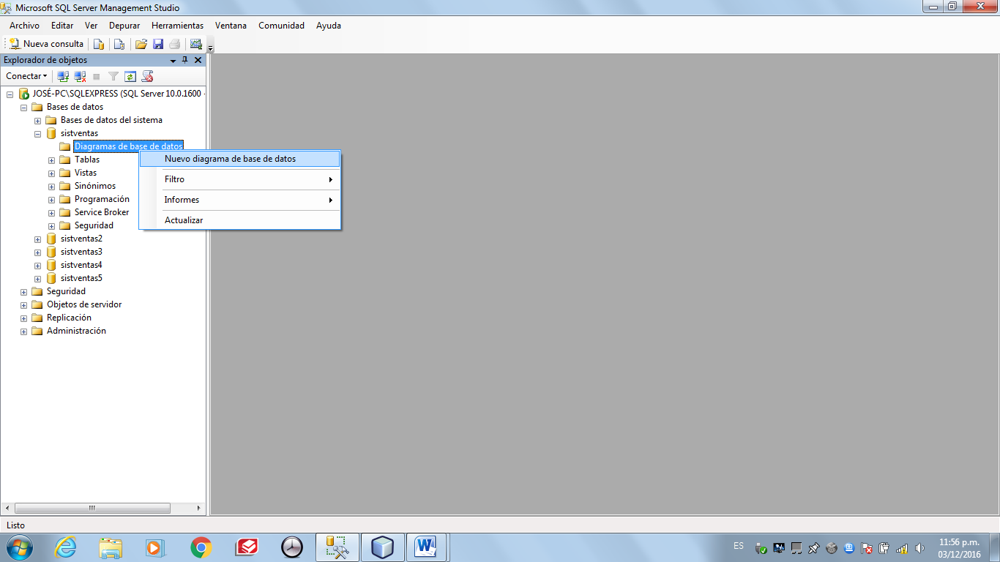 Microsoft SQL Server Management Studio
Archivo Editar Ver Depurar Herramientas Ventana Comunidad Ayuda
Nueva consulta
Explorador de objetos
Conectar
JOSÉ-PC\SQLEXPRESS (SQL Server 10.0.1600 -
Bases de datos
Bases de datos del sistema
sistventas
Diagramas de base de datos
Tablas
Vistas
Sinónimos
Programación
Service Broker
Seguridad
Nuevo diagrama de base de datos
Filtro
Informes
Actualizar
sistventas2
sistventas3
sistventas4
sistventas5
Seguridad
Objetos de servidor
Replicación
Administración
Listo
ES
11:56 p.m.
03/12/2016